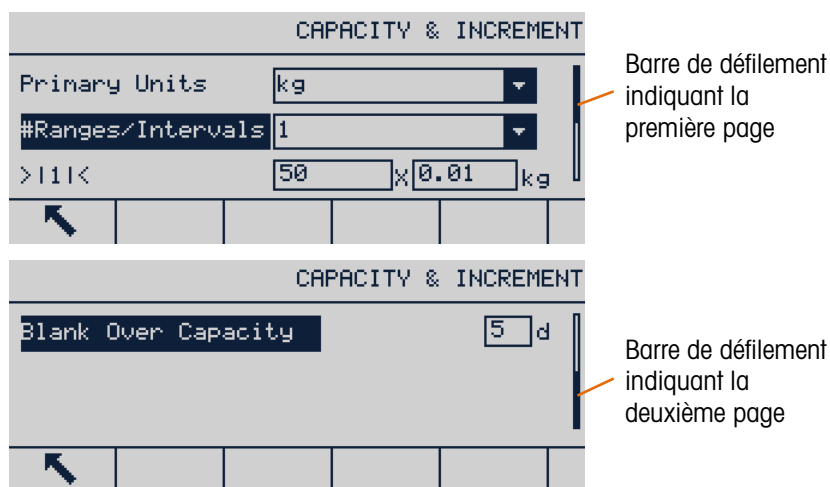 CAPACITY & INCREMENT
Primary Units kg
#Ranges/Intervals 1
>|1|< 50 x 0.01 kg
Barre de défilement
indiquant la
première page
CAPACITY & INCREMENT
Blank Over Capacity 5 d
Barre de défilement
indiquant la
deuxième page